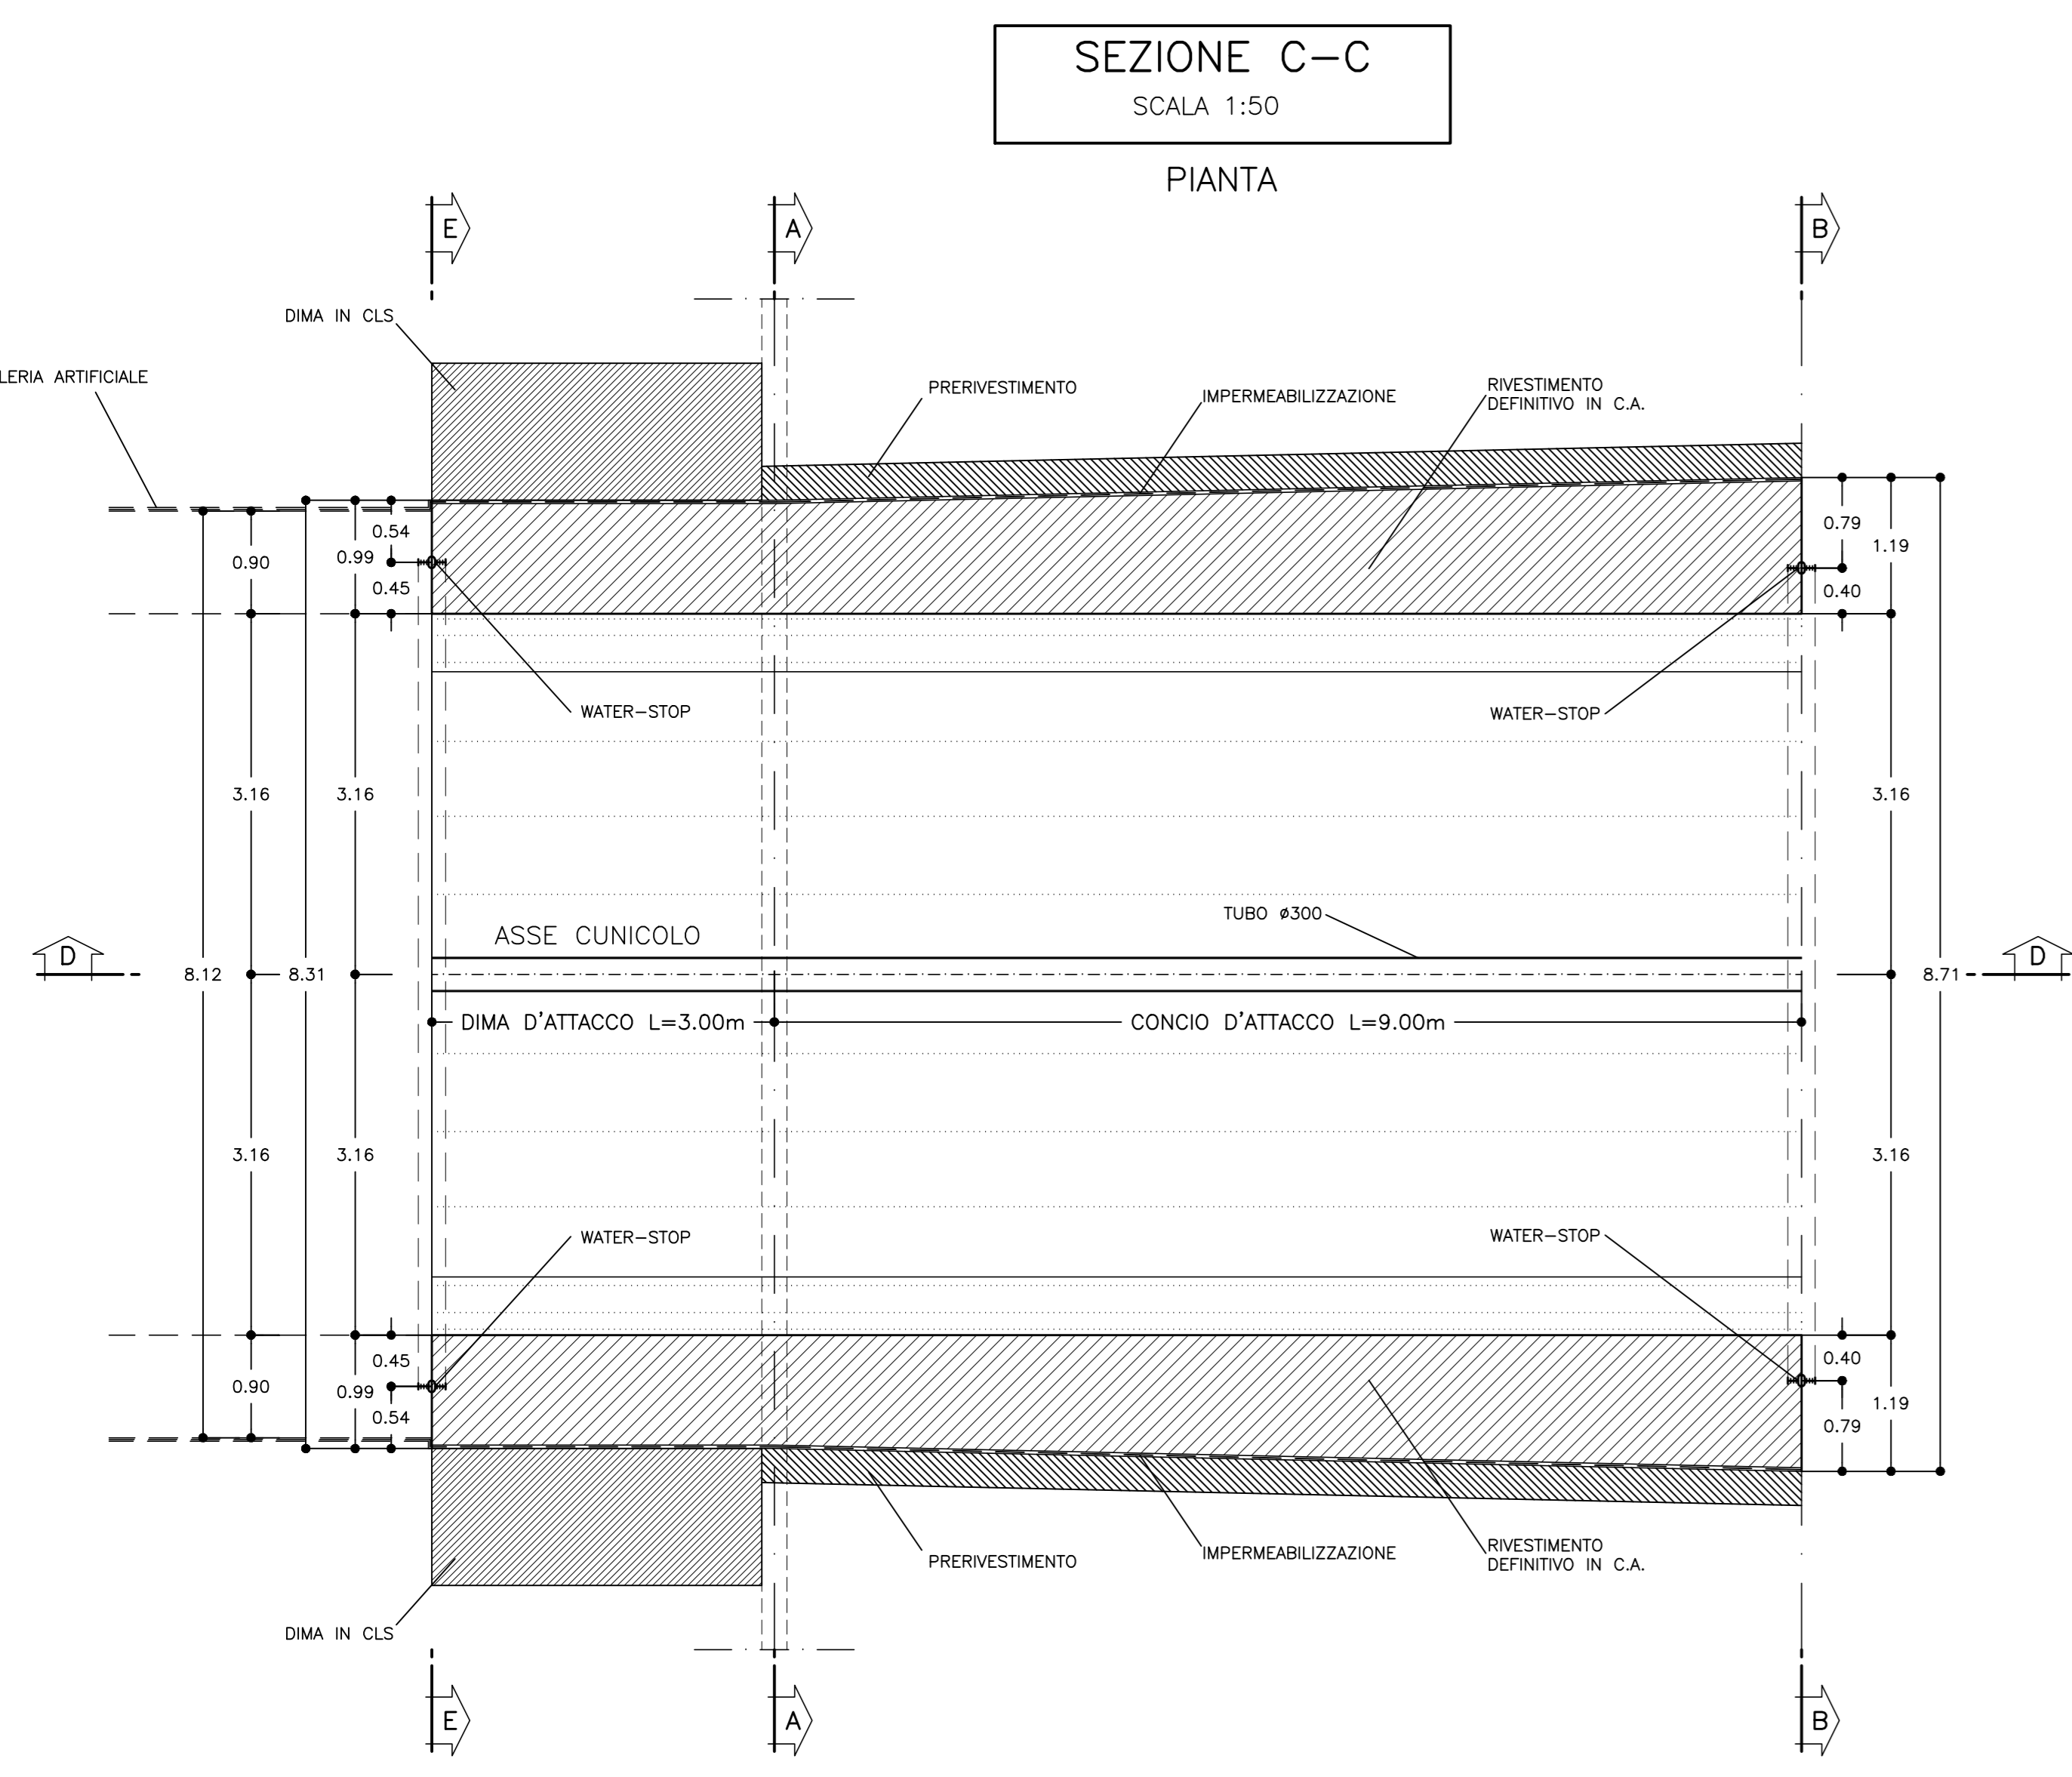 SEZIONE C-C
SCALA 1:50
PIANTA
E
A
B
DIMA IN CLS
LERIA ARTIFICIALE
PRERIVESTIMENTO
IMPERMEABILIZZAZIONE
RIVESTIMENTO
DEFINITIVO IN C.A.
0.54
0.90
0.99
0.45
0.79
1.19
0.40
WATER-STOP
WATER-STOP
3.16
3.16
3.16
TUBO ø300
ASSE CUNICOLO
D
8.12
8.31
8.71
D
DIMA D'ATTACCO L=3.00m
CONCIO D'ATTACCO L=9.00m
3.16
3.16
3.16
WATER-STOP
WATER-STOP
0.45
0.90
0.99
0.54
0.40
1.19
0.79
PRERIVESTIMENTO
IMPERMEABILIZZAZIONE
RIVESTIMENTO
DEFINITIVO IN C.A.
DIMA IN CLS
E
A
B